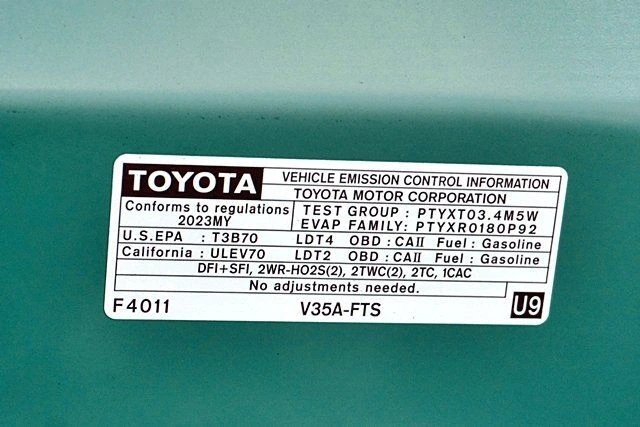 TOYOTA VEHICLE EMISSION CONTROL INFORMATION
TOYOTA MOTOR CORPORATION
Conforms to regulations
2023MY
TEST GROUP : PTYXT03.4M5W
EVAP FAMILY: PTYXR0180P92
U.S.EPA : T3B70 LDT4 OBD : CAII Fuel : Gasoline
California : ULEV70 LDT2 OBD : CAII Fuel : Gasoline
DFI+SFI, 2WR-HO2S(2), 2TWC(2), 2TC, 1CAC
No adjustments needed.
F4011 V35A-FTS U9